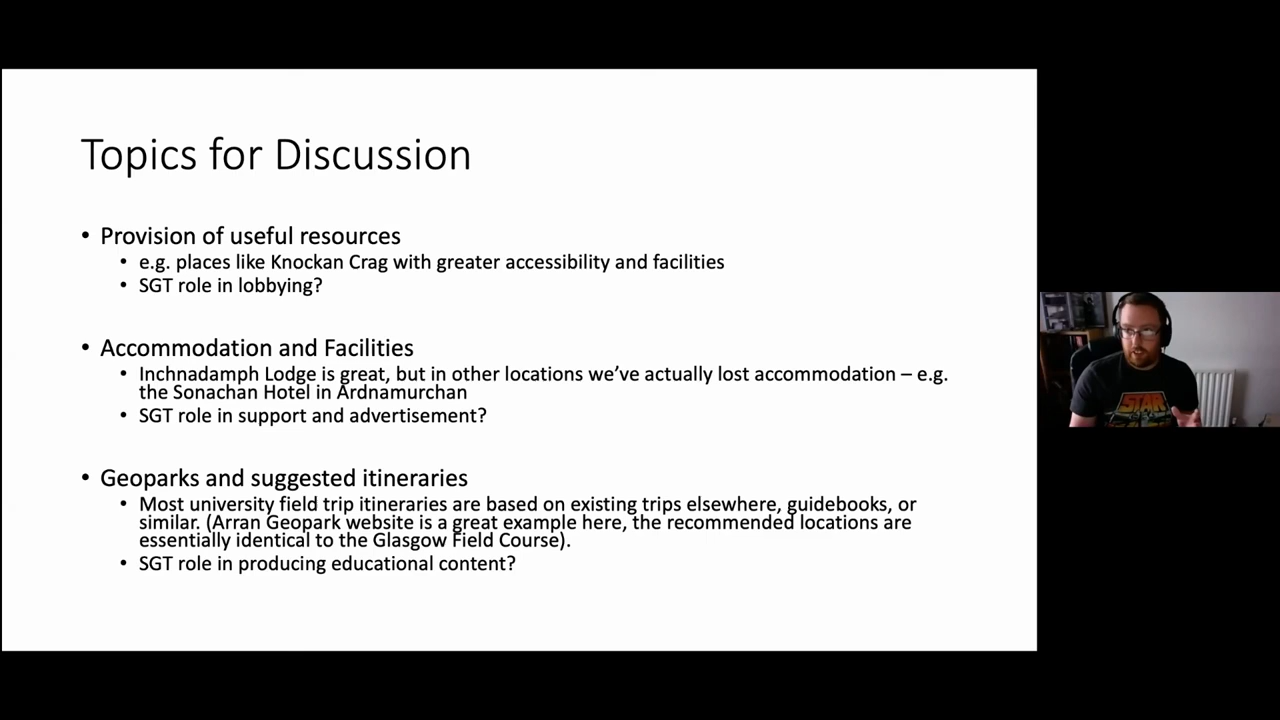 Topics for Discussion
• Provision of useful resources
• e.g. places like Knockan Crag with greater accessibility and facilities
• SGT role in lobbying?
• Accommodation and Facilities
• Inchnadamph Lodge is great, but in other locations we've actually lost accommodation – e.g.
the Sonachan Hotel in Ardnamurchan
• SGT role in support and advertisement?
• Geoparks and suggested itineraries
• Most university field trip itineraries are based on existing trips elsewhere, guidebooks, or
similar. (Arran Geopark website is a great example here, the recommended locations are
essentially identical to the Glasgow Field Course).
• SGT role in producing educational content?
STAR